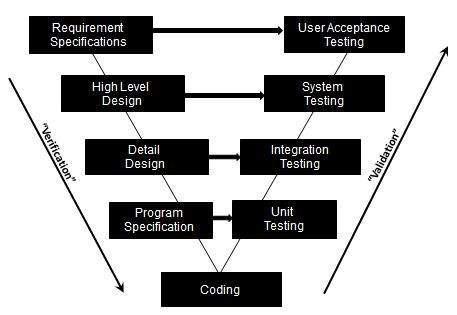 Requirement
Specifications
User Acceptance
Testing
High Level
Design
System
Testing
"Verification"
"Validation"
Detail
Design
Integration
Testing
Program
Specification
Unit
Testing
Coding